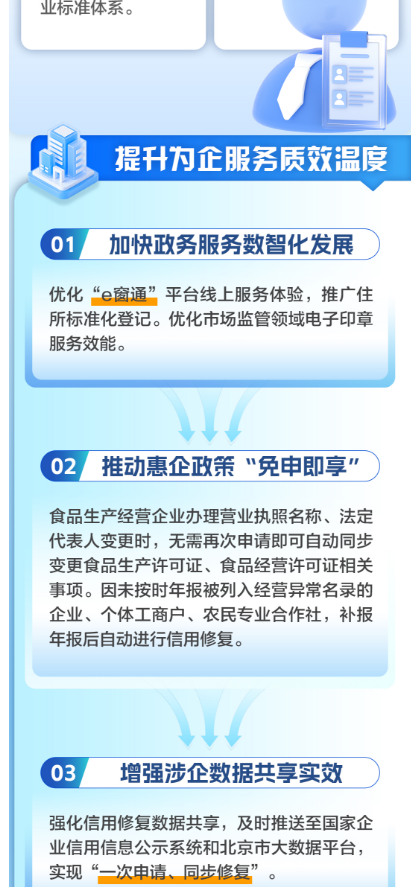 业标准体系。
提升为企服务质效温度
01 加快政务服务数智化发展
优化“e窗通”平台线上服务体验，推广住
所标准化登记。优化市场监管领域电子印章
服务效能。
02 推动惠企政策“免申即享”
食品生产经营企业办理营业执照名称、法定
代表人变更时，无需再次申请即可自动同步
变更食品生产许可证、食品经营许可证相关
事项。因未按时年报被列入经营异常名录的
企业、个体工商户、农民专业合作社，补报
年报后自动进行信用修复。
03 增强涉企数据共享实效
强化信用修复数据共享，及时推送至国家企
业信用信息公示系统和北京市大数据平台，
实现“一次申请、同步修复”。